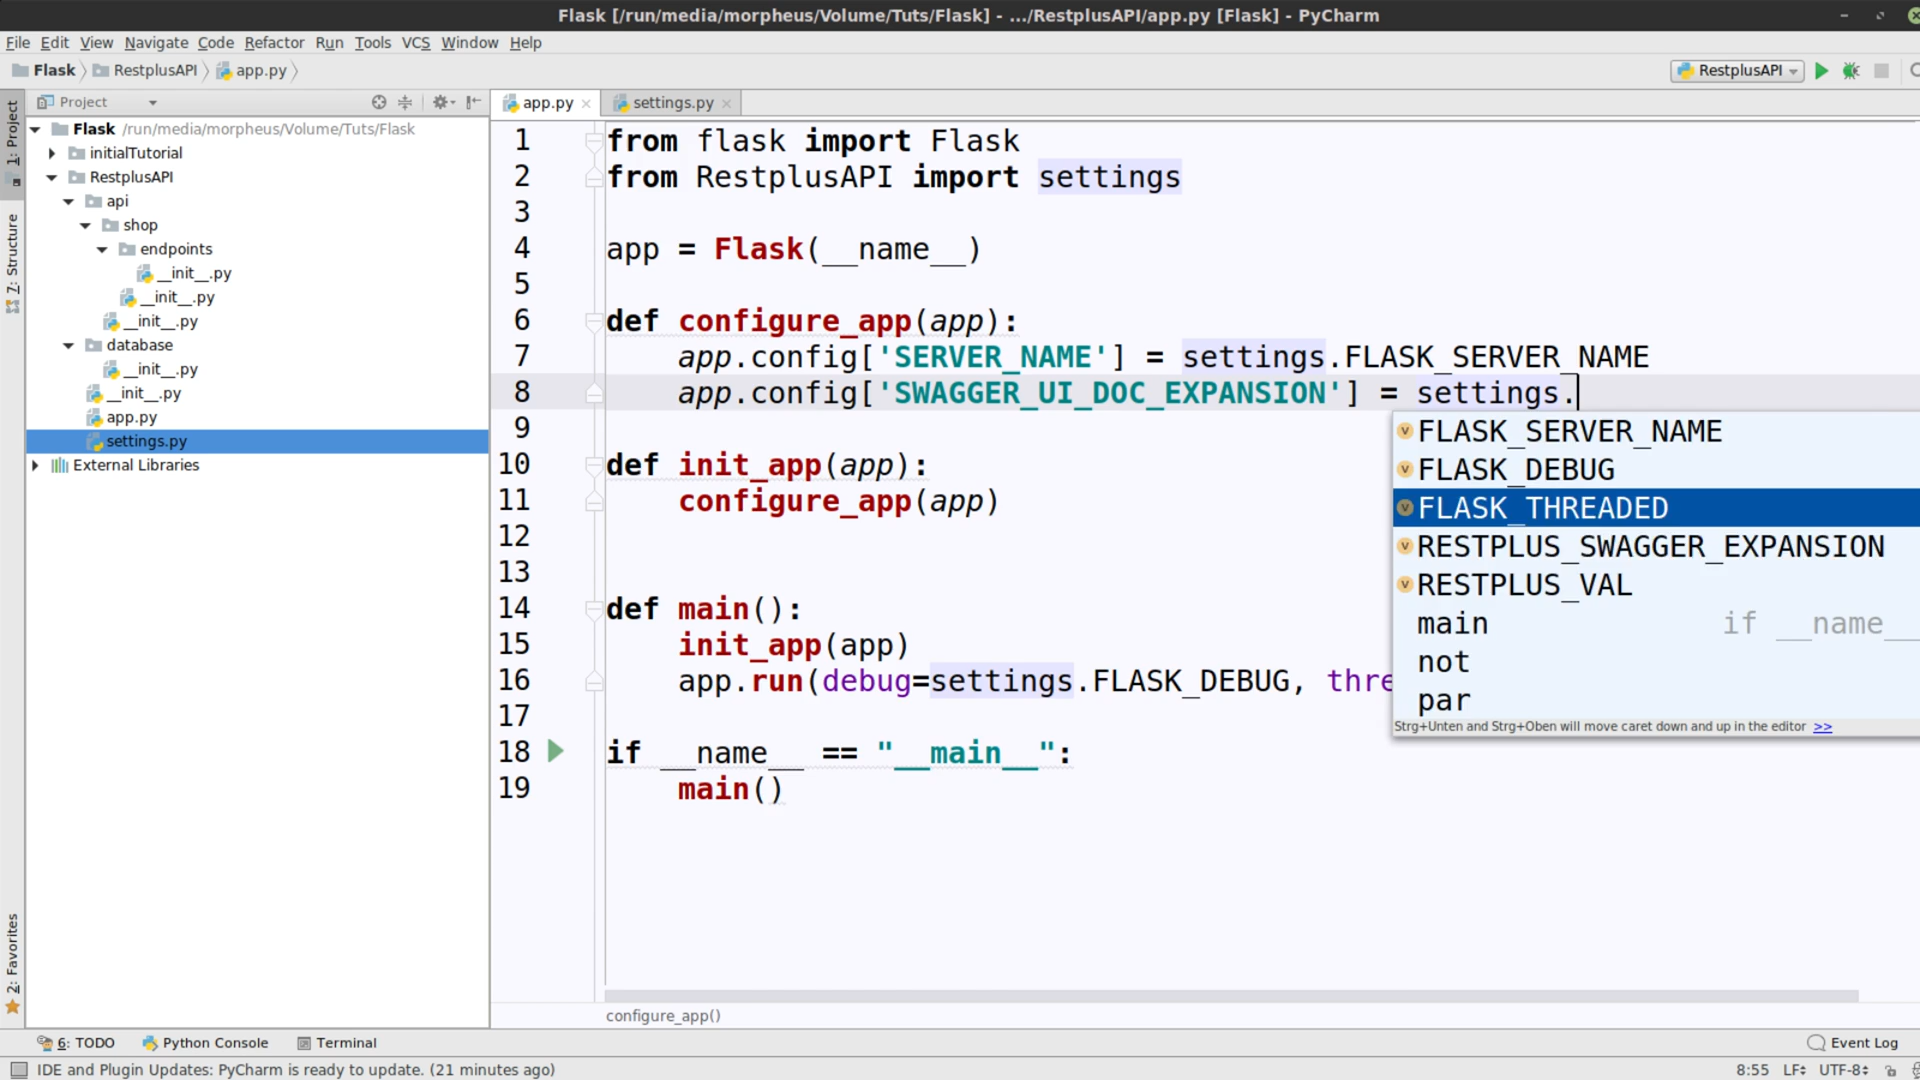 Flask [/run/media/morpheus/Volume/Tuts/Flask] - .../RestplusAPI/app.py [Flask] - PyCharm
File Edit View Navigate Code Refactor Run Tools VCS Window Help
Flask RestplusAPI app.py RestplusAPI
Project
app.py settings.py
1: Project
7: Structure
2: Favorites
Flask /run/media/morpheus/Volume/Tuts/Flask
initialTutorial
RestplusAPI
api
shop
endpoints
__init__.py
__init__.py
__init__.py
database
__init__.py
__init__.py
app.py
settings.py
External Libraries
1 from flask import Flask
2 from RestplusAPI import settings
3
4 app = Flask(__name__)
5
6 def configure_app(app):
7 app.config['SERVER_NAME'] = settings.FLASK_SERVER_NAME
8 app.config['SWAGGER_UI_DOC_EXPANSION'] = settings.
9
10 def init_app(app):
11 configure_app(app)
12
13
14 def main():
15 init_app(app)
16 app.run(debug=settings.FLASK_DEBUG, thre
17
18 if __name__ == "__main__":
19 main()
FLASK_SERVER_NAME
FLASK_DEBUG
FLASK_THREADED
RESTPLUS_SWAGGER_EXPANSION
RESTPLUS_VAL
main if __name__
not
par
Strg+Unten and Strg+Oben will move caret down and up in the editor >>
configure_app()
6: TODO Python Console Terminal Event Log
IDE and Plugin Updates: PyCharm is ready to update. (21 minutes ago) 8:55 LF UTF-8